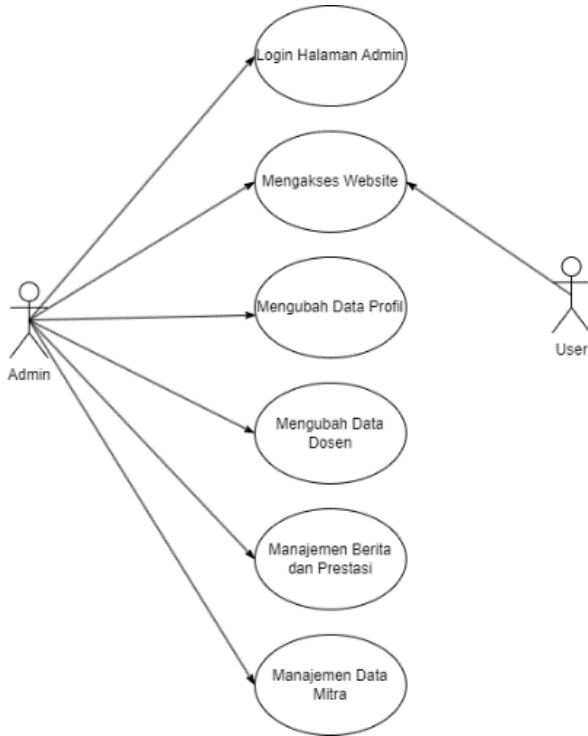 Login Halaman Admin
Mengakses Website
Mengubah Data Profil
Admin
User
Mengubah Data
Dosen
Manajemen Berita
dan Prestasi
Manajemen Data
Mitra